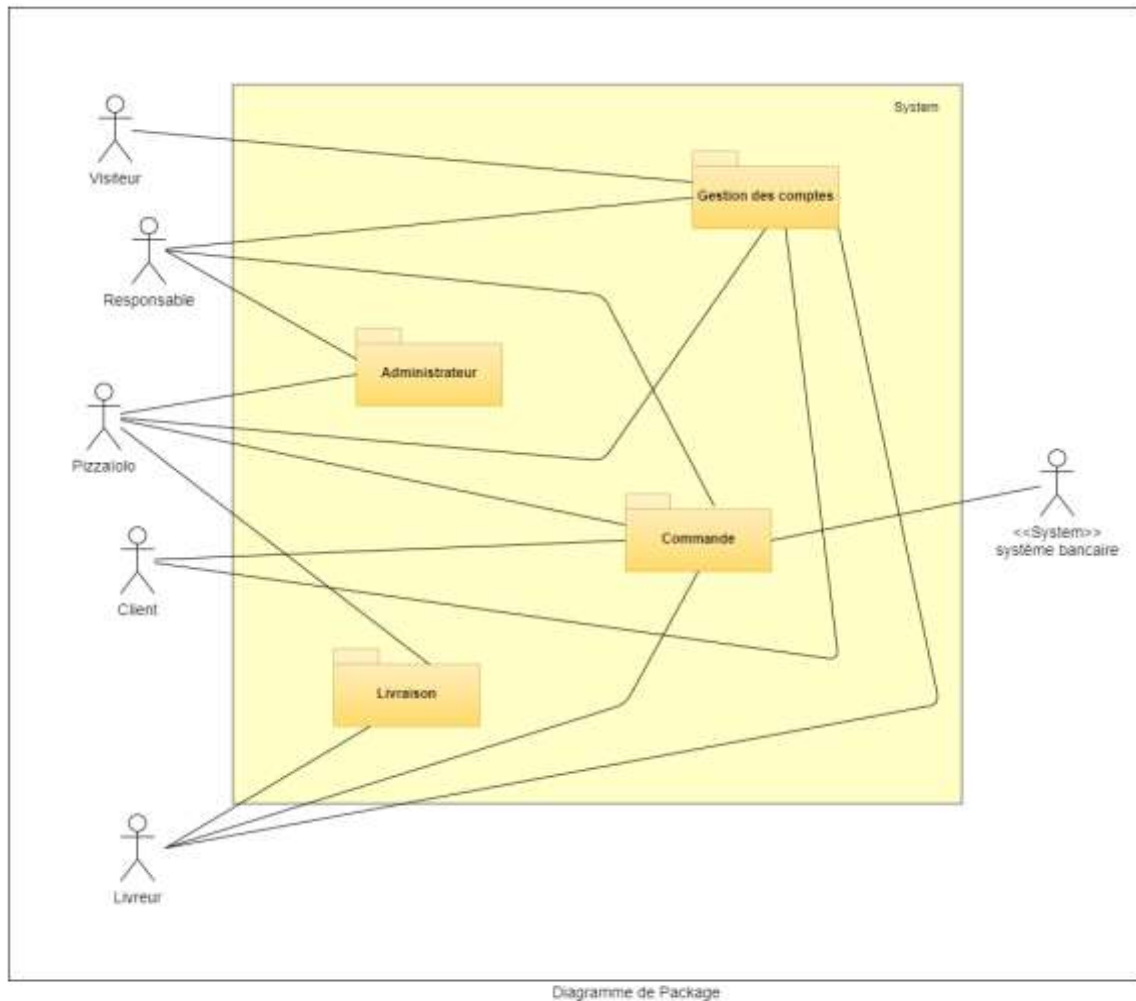 System
Visiteur
Gestion des comptes
Responsable
Administrateur
Pizzaïolo
Commande
<<System>>
système bancaire
Client
Livraison
Livreur
Diagramme de Package